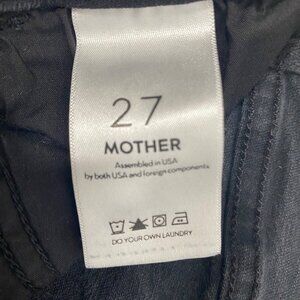 27
MOTHER
Assembled in USA
by both USA and foreign components
DO YOUR OWN LAUNDRY